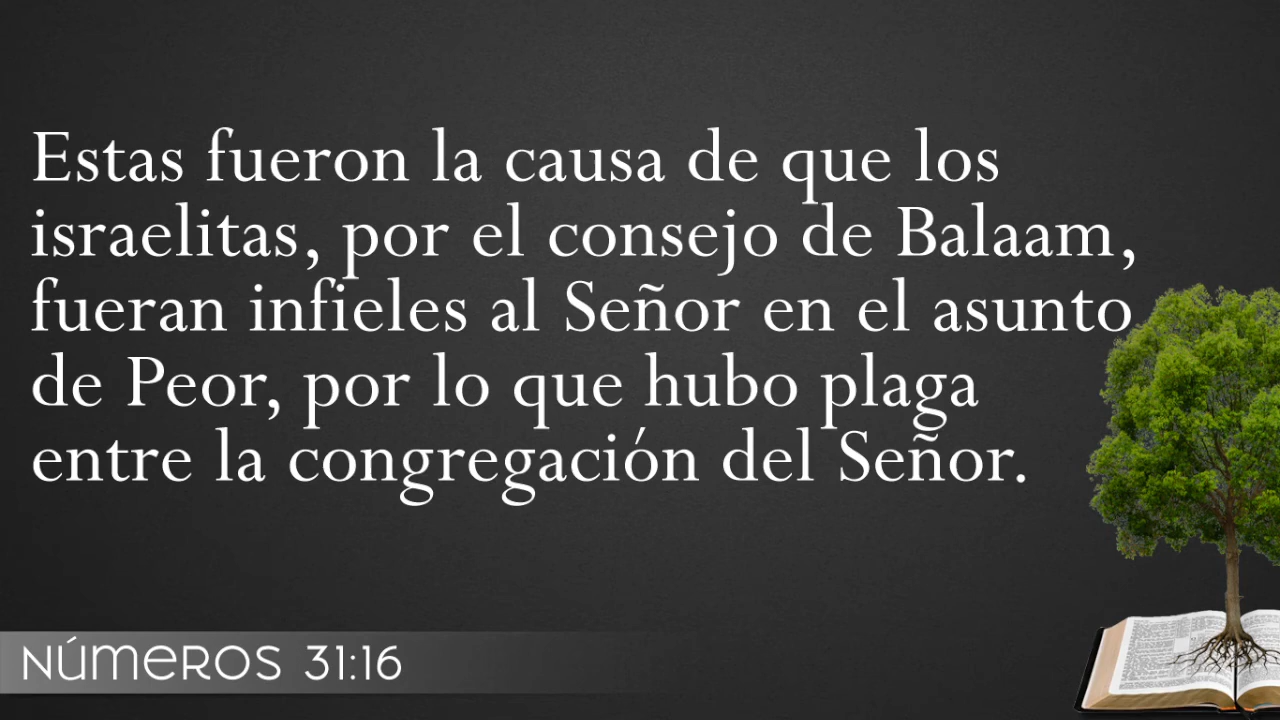 Estas fueron la causa de que los
israelitas, por el consejo de Balaam,
fueran infieles al Señor en el asunto
de Peor, por lo que hubo plaga
entre la congregación del Señor.
Números 31:16